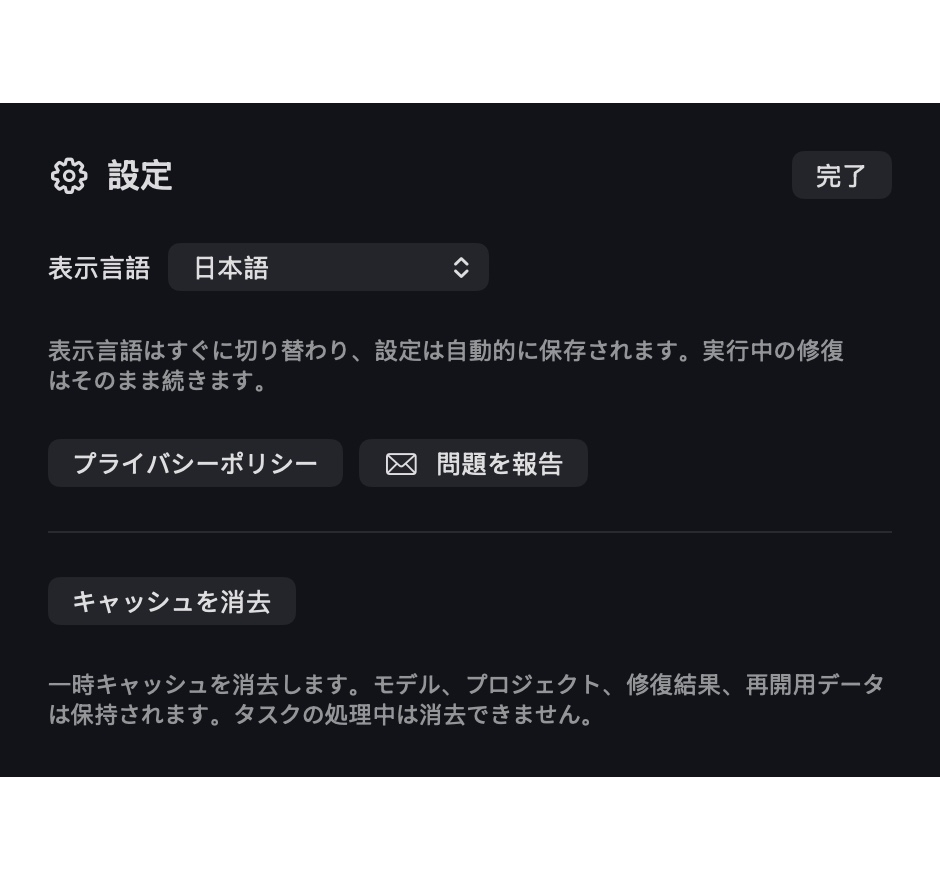 設定
完了
表示言語
日本語
表示言語はすぐに切り替わり、設定は自動的に保存されます。実行中の修復
はそのまま続きます。
プライバシーポリシー
問題を報告
キャッシュを消去
一時キャッシュを消去します。モデル、プロジェクト、修復結果、再開用データ
は保持されます。タスクの処理中は消去できません。